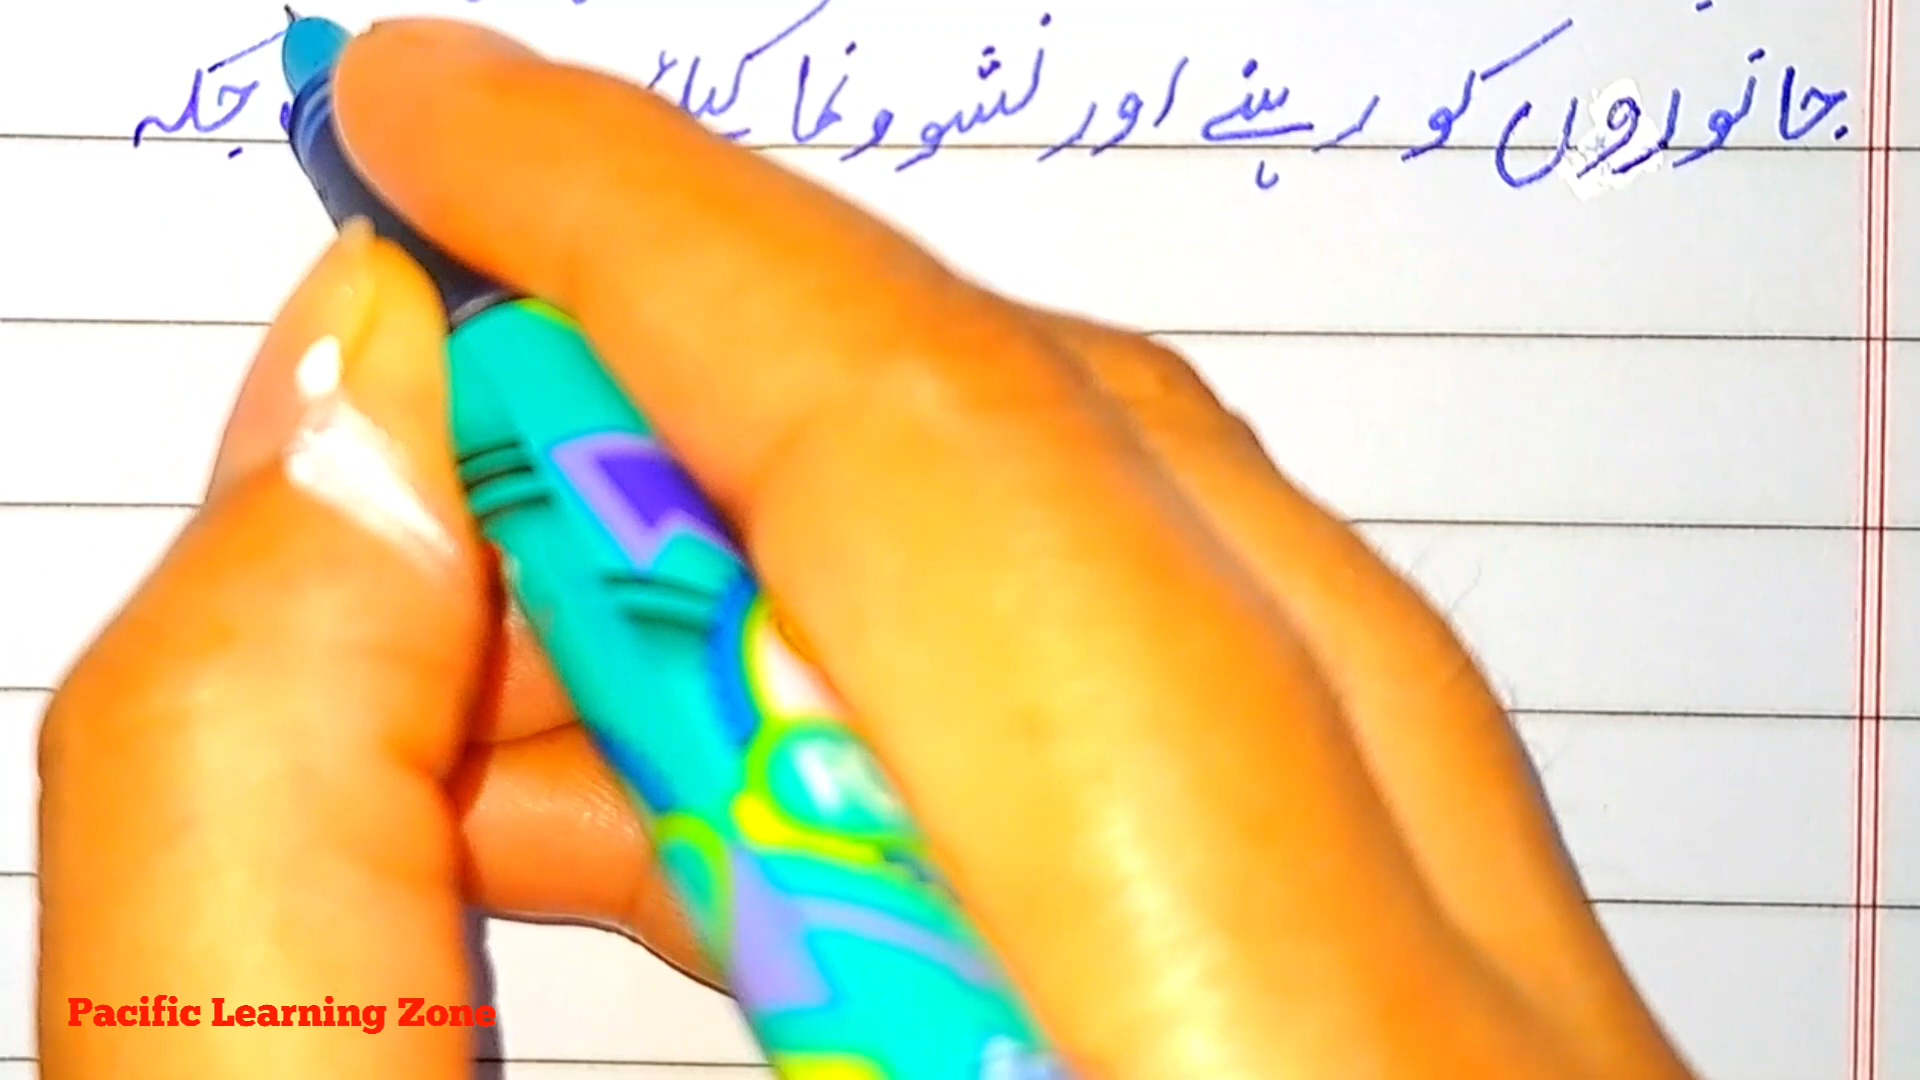 جانوروں کو رہنے اور نشوونما کیلئے جگہ
Pacific Learning Zone